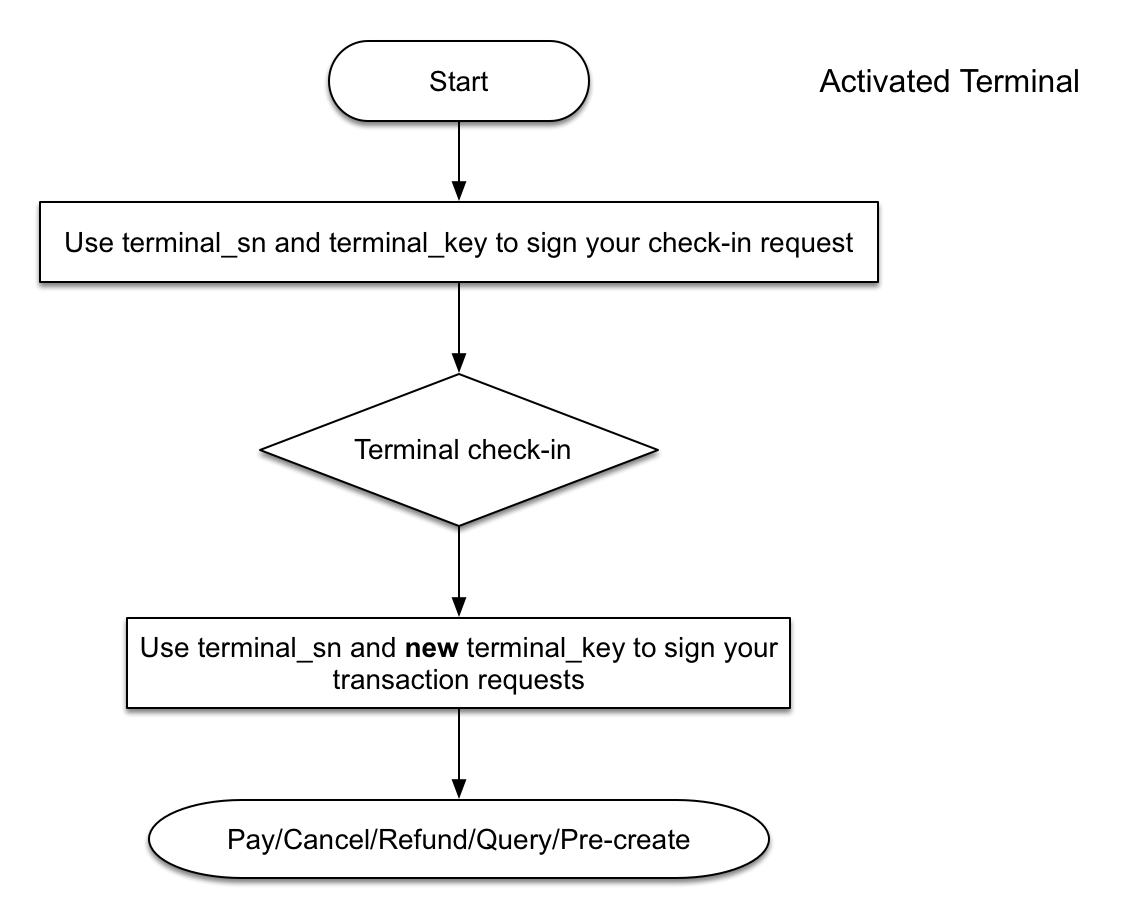 Start
Activated Terminal
Use terminal_sn and terminal_key to sign your check-in request
Terminal check-in
Use terminal_sn and new terminal_key to sign your
transaction requests
Pay/Cancel/Refund/Query/Pre-create